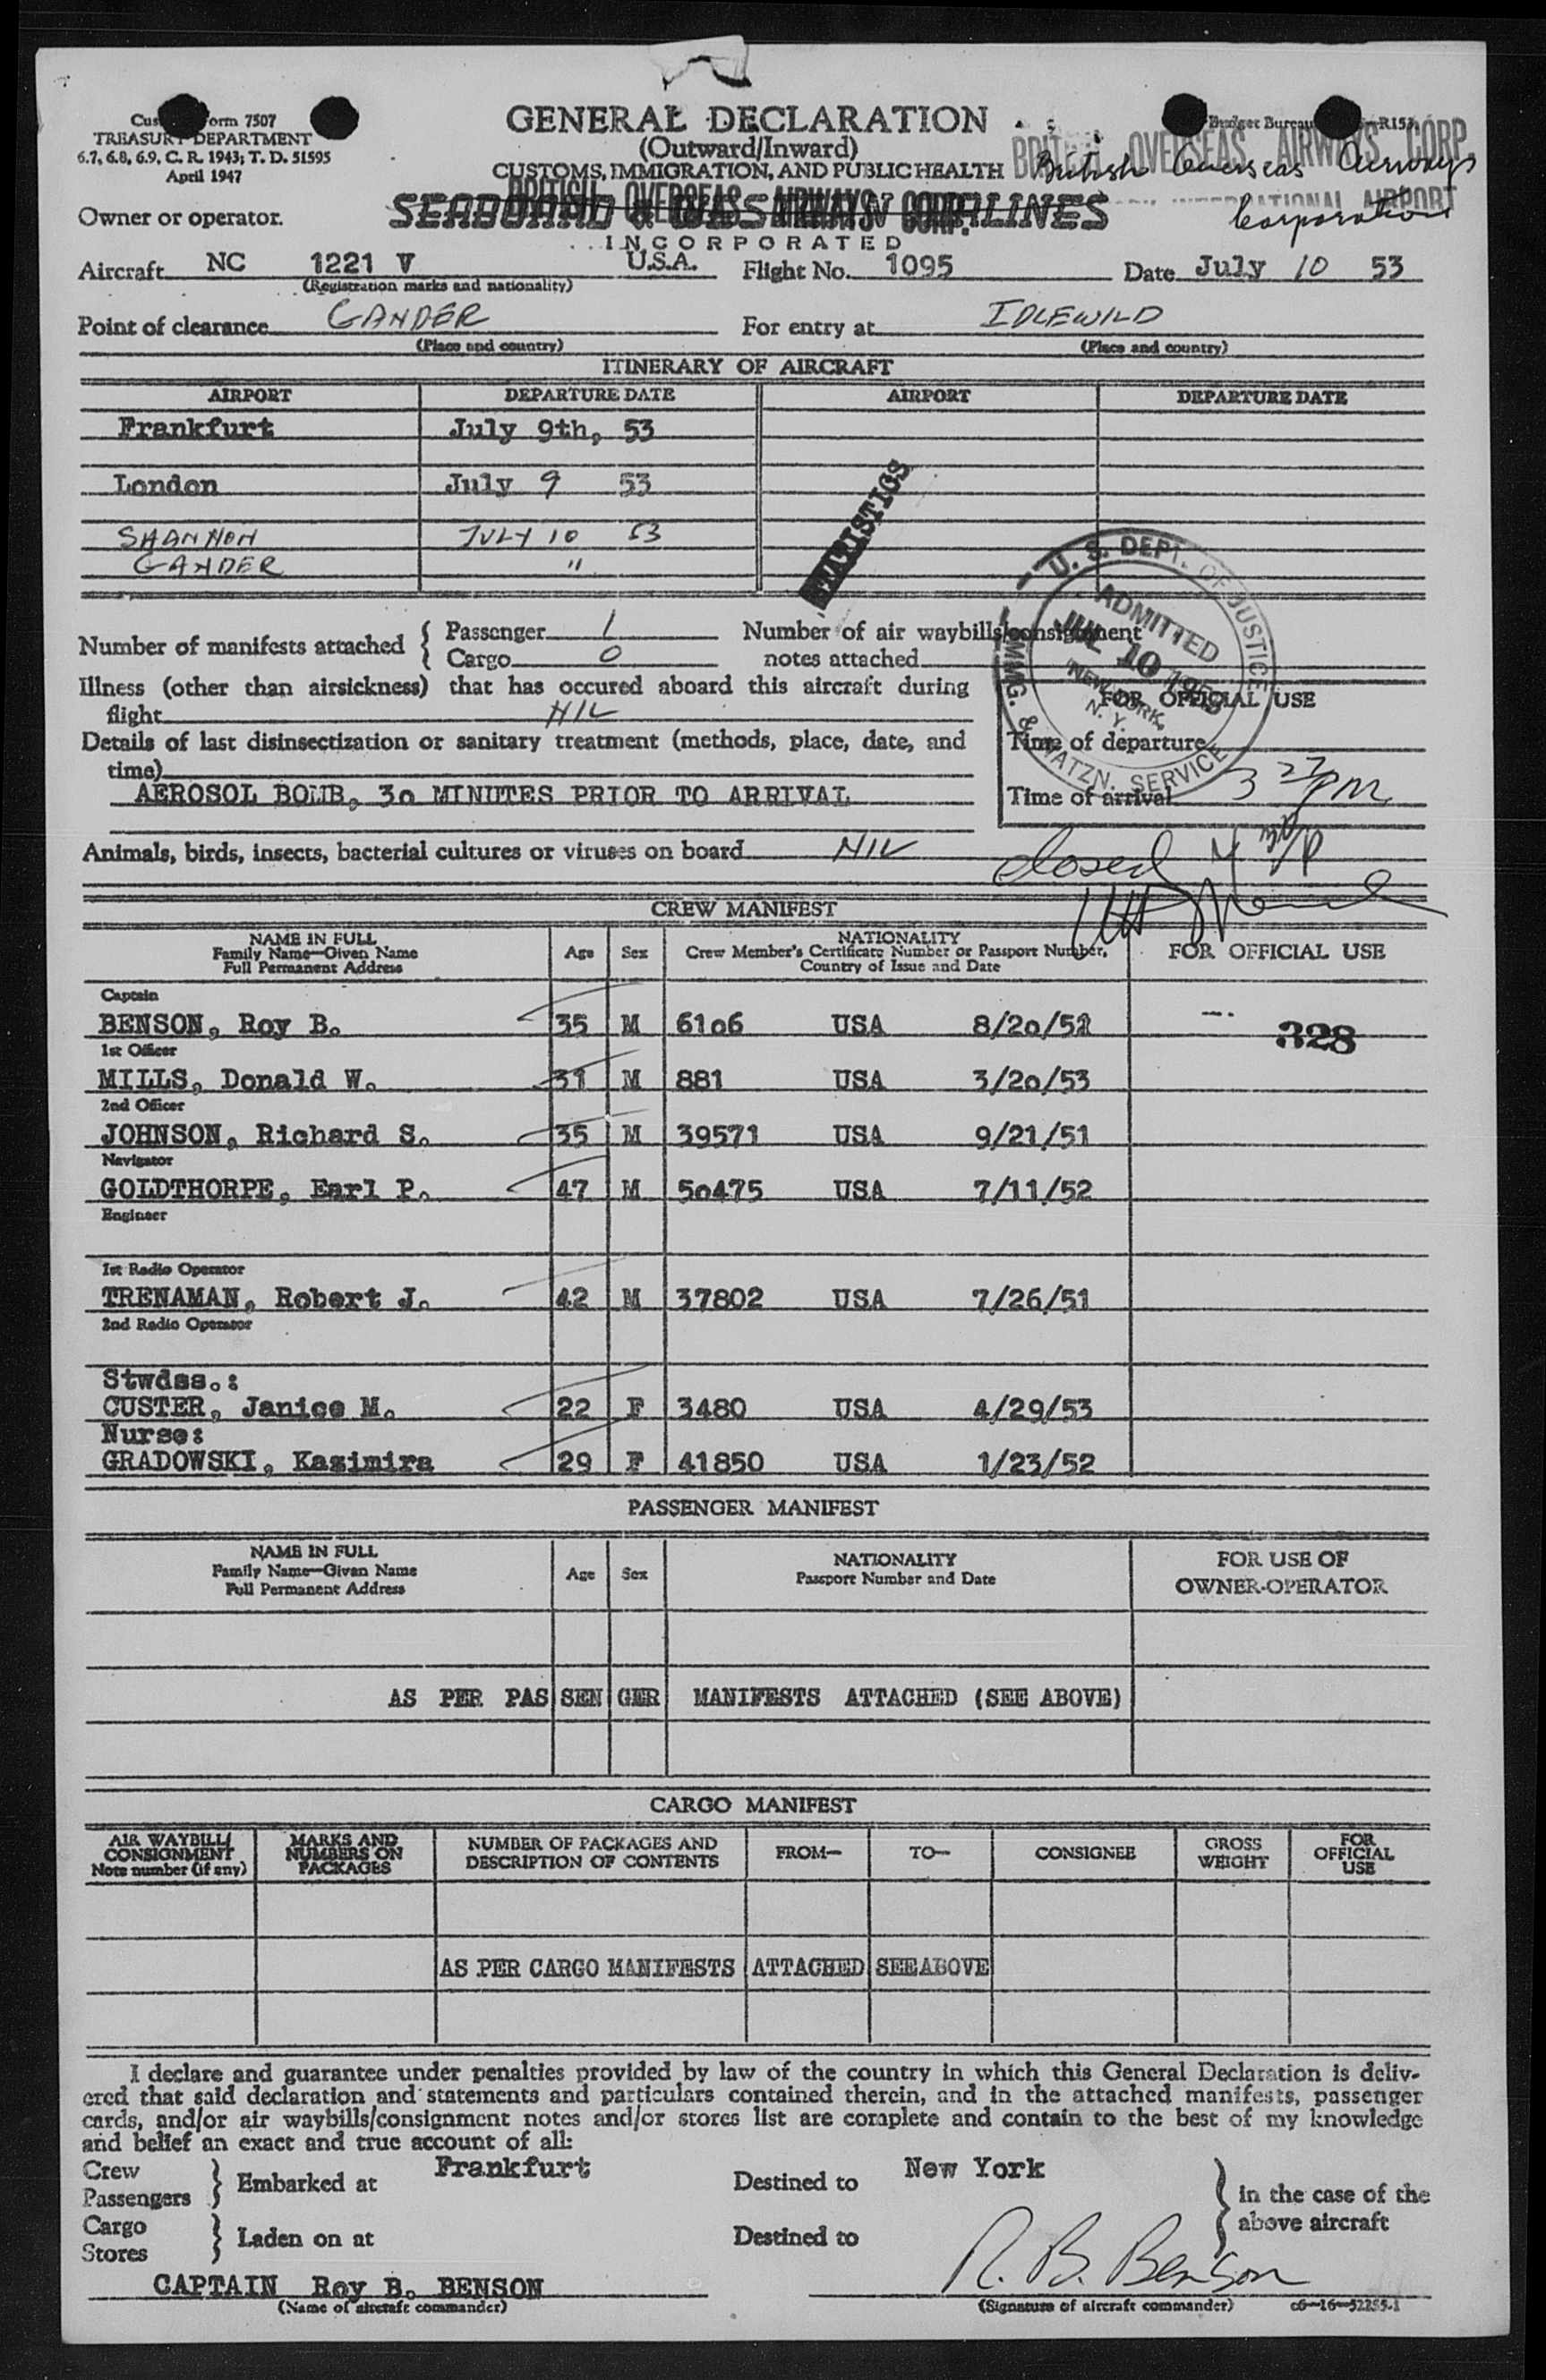 Form 7507
TREASURY DEPARTMENT
6.7, 6.8, 6.9, C. R. 1943; T. D. 51595
April 1947
GENERAL DECLARATION
(Outward/Inward)
CUSTOMS, IMMIGRATION, AND PUBLIC HEALTH
Budget Bureau
BRITISH OVERSEAS AIRWAYS CORP.
INTERNATIONAL AIRPORT
British Overseas Airways
Corporation
Owner or operator.
SEABOARD & WESTERN AIRLINES
BRITISH OVERSEAS AIRWAYS CORP.
INCORPORATED
Aircraft NC 1221 V U.S.A. Flight No. 1095 Date July 10 53
(Registration marks and nationality)
Point of clearance GANDER For entry at IDLEWILD
(Place and country) (Place and country)
ITINERARY OF AIRCRAFT
AIRPORT DEPARTURE DATE AIRPORT DEPARTURE DATE
Frankfurt July 9th, 53
London July 9 53
SHANNON JULY 10 53
GANDER "
STATISTICS
U. S. DEPT. OF JUSTICE
IMMG. & NATZN. SERVICE
ADMITTED
JUL 10 1953
NEW YORK,
N. Y.
Number of manifests attached { Passenger 1
Cargo 0
Number of air waybills/consignment
notes attached
Illness (other than airsickness) that has occured aboard this aircraft during
flight NIL
FOR OFFICIAL USE
Details of last disinsectization or sanitary treatment (methods, place, date, and
time)
AEROSOL BOMB, 30 MINUTES PRIOR TO ARRIVAL
Time of departure
Time of arrival 3 27 PM
Animals, birds, insects, bacterial cultures or viruses on board NIL
closed 4
CREW MANIFEST
NAME IN FULL
Family Name—Given Name
Full Permanent Address
Age Sex
NATIONALITY
Crew Member's Certificate Number or Passport Number,
Country of Issue and Date
FOR OFFICIAL USE
Captain
BENSON, Roy B. 35 M 6106 USA 8/20/52
328
1st Officer
MILLS, Donald W. 31 M 881 USA 3/20/53
2nd Officer
JOHNSON, Richard S. 35 M 39571 USA 9/21/51
Navigator
GOLDTHORPE, Earl P. 47 M 50475 USA 7/11/52
Engineer
1st Radio Operator
TRENAMAN, Robert J. 42 M 37802 USA 7/26/51
2nd Radio Operator
Stwdss.:
CUSTER, Janice M. 22 F 3480 USA 4/29/53
Nurse:
GRADOWSKI, Kazimira 29 F 41850 USA 1/23/52
PASSENGER MANIFEST
NAME IN FULL
Family Name—Given Name
Full Permanent Address
Age Sex
NATIONALITY
Passport Number and Date
FOR USE OF
OWNER-OPERATOR
AS PER PASSENGER MANIFESTS ATTACHED (SEE ABOVE)
CARGO MANIFEST
AIR WAYBILL/
CONSIGNMENT
Note number (if any)
MARKS AND
NUMBERS ON
PACKAGES
NUMBER OF PACKAGES AND
DESCRIPTION OF CONTENTS
FROM— TO— CONSIGNEE
GROSS
WEIGHT
FOR
OFFICIAL
USE
AS PER CARGO MANIFESTS ATTACHED SEE ABOVE
I declare and guarantee under penalties provided by law of the country in which this General Declaration is deliv-
ered that said declaration and statements and particulars contained therein, and in the attached manifests, passenger
cards, and/or air waybills/consignment notes and/or stores list are complete and contain to the best of my knowledge
and belief an exact and true account of all:
Crew
Passengers } Embarked at Frankfurt Destined to New York
Cargo
Stores } Laden on at Destined to
} in the case of the
above aircraft
CAPTAIN Roy B. BENSON R. B. Benson
(Name of aircraft commander) (Signature of aircraft commander) c6—16—52255-1